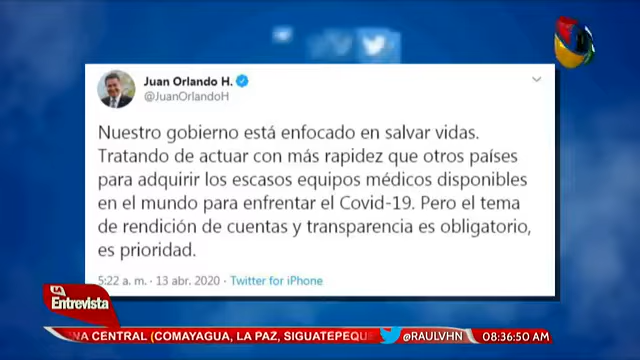 Juan Orlando H.
@JuanOrlandoH
Nuestro gobierno está enfocado en salvar vidas.
Tratando de actuar con más rapidez que otros países
para adquirir los escasos equipos médicos disponibles
en el mundo para enfrentar el Covid-19. Pero el tema
de rendición de cuentas y transparencia es obligatorio,
es prioridad.
5:22 a. m. · 13 abr. 2020 · Twitter for iPhone
LA
Entrevista
NA CENTRAL (COMAYAGUA, LA PAZ, SIGUATEPEQUE
@RAULVHN
08:36:50 AM